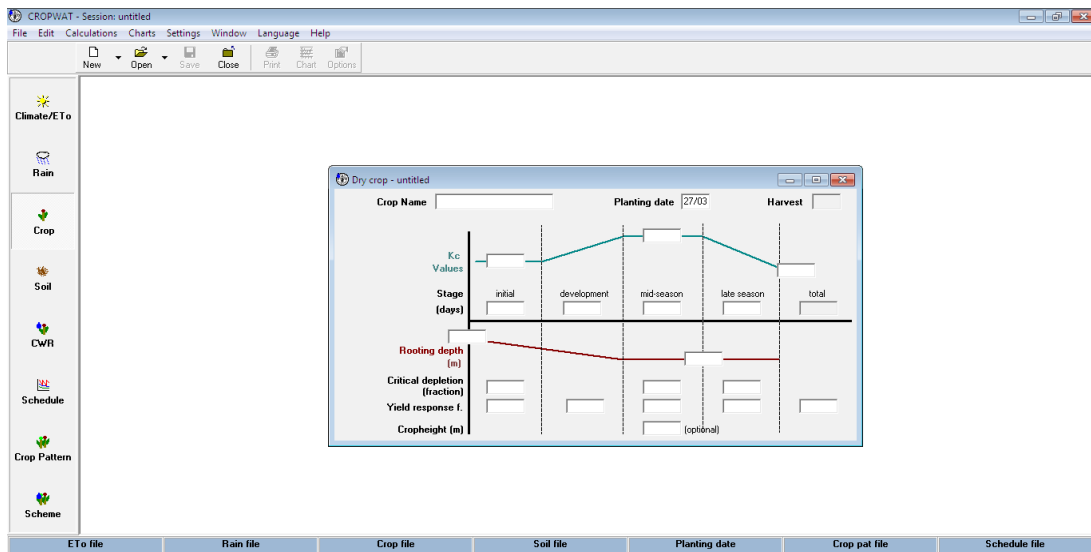 CROPWAT - Session: untitled
File Edit Calculations Charts Settings Window Language Help
New Open Save Close Print Chart Options
Climate/ETo
Rain
Crop
Soil
CWR
Schedule
Crop Pattern
Scheme
Dry crop - untitled
Crop Name Planting date 27/03 Harvest
Kc
Values
Stage initial development mid-season late season total
(days)
Rooting depth
(m)
Critical depletion
(fraction)
Yield response f.
Cropheight (m) (optional)
ETo file Rain file Crop file Soil file Planting date Crop pat file Schedule file